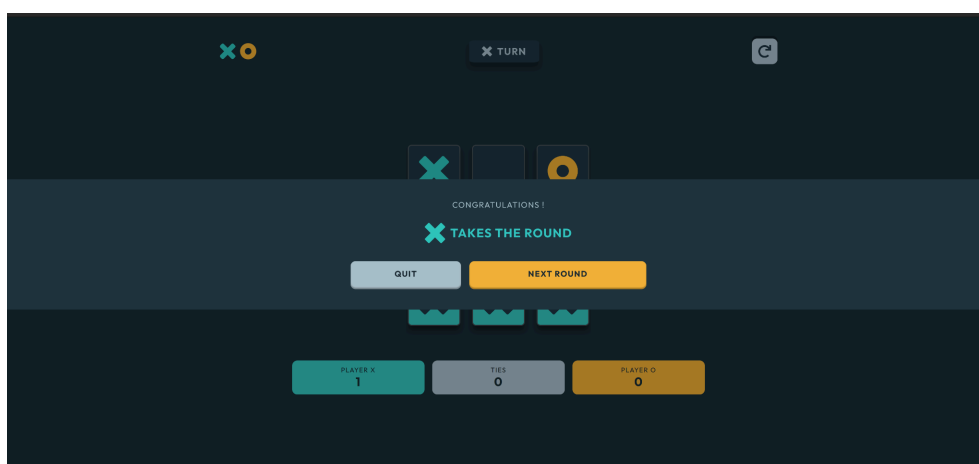 TURN
CONGRATULATIONS !
TAKES THE ROUND
QUIT
NEXT ROUND
PLAYER X
1
TIES
0
PLAYER O
0